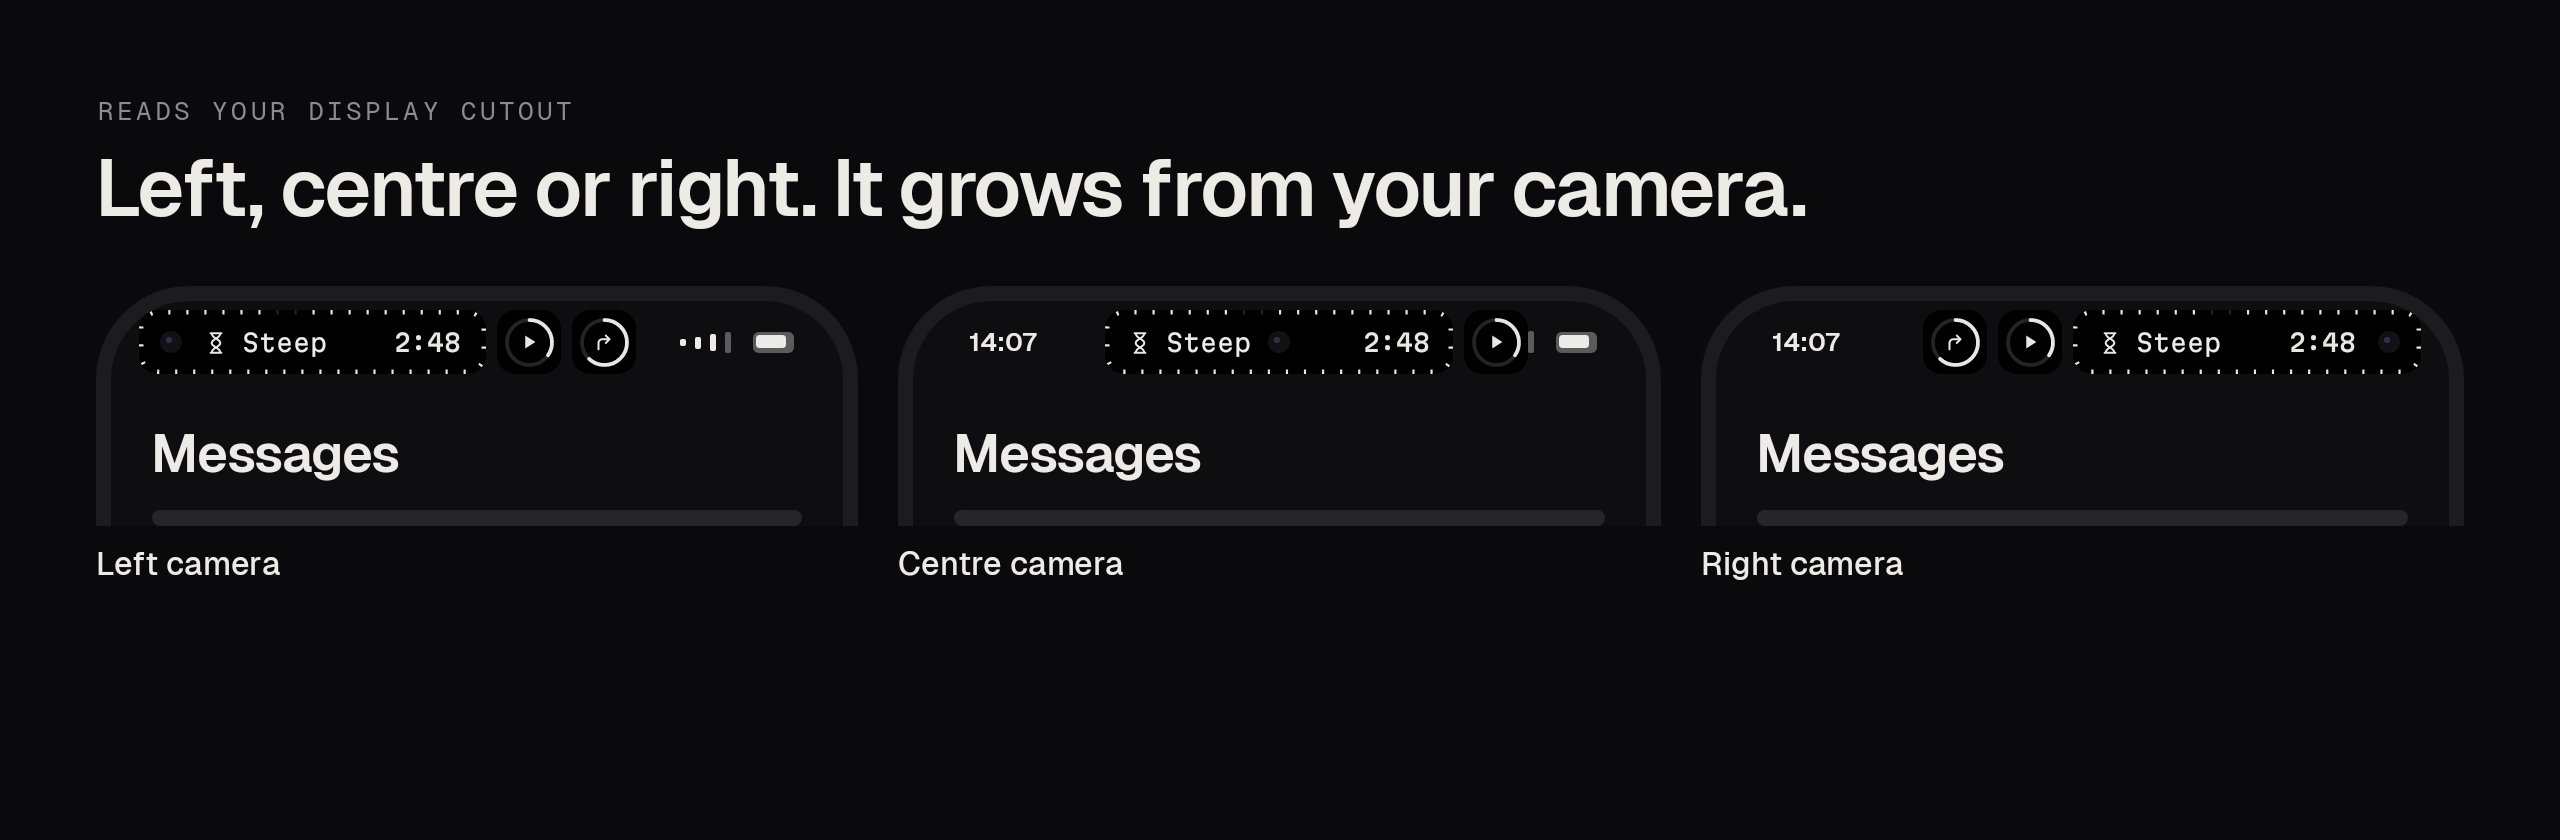 READS YOUR DISPLAY CUTOUT
Left, centre or right. It grows from your camera.
Steep 2:48
Messages
Left camera
14:07 Steep 2:48
Messages
Centre camera
14:07 Steep 2:48
Messages
Right camera